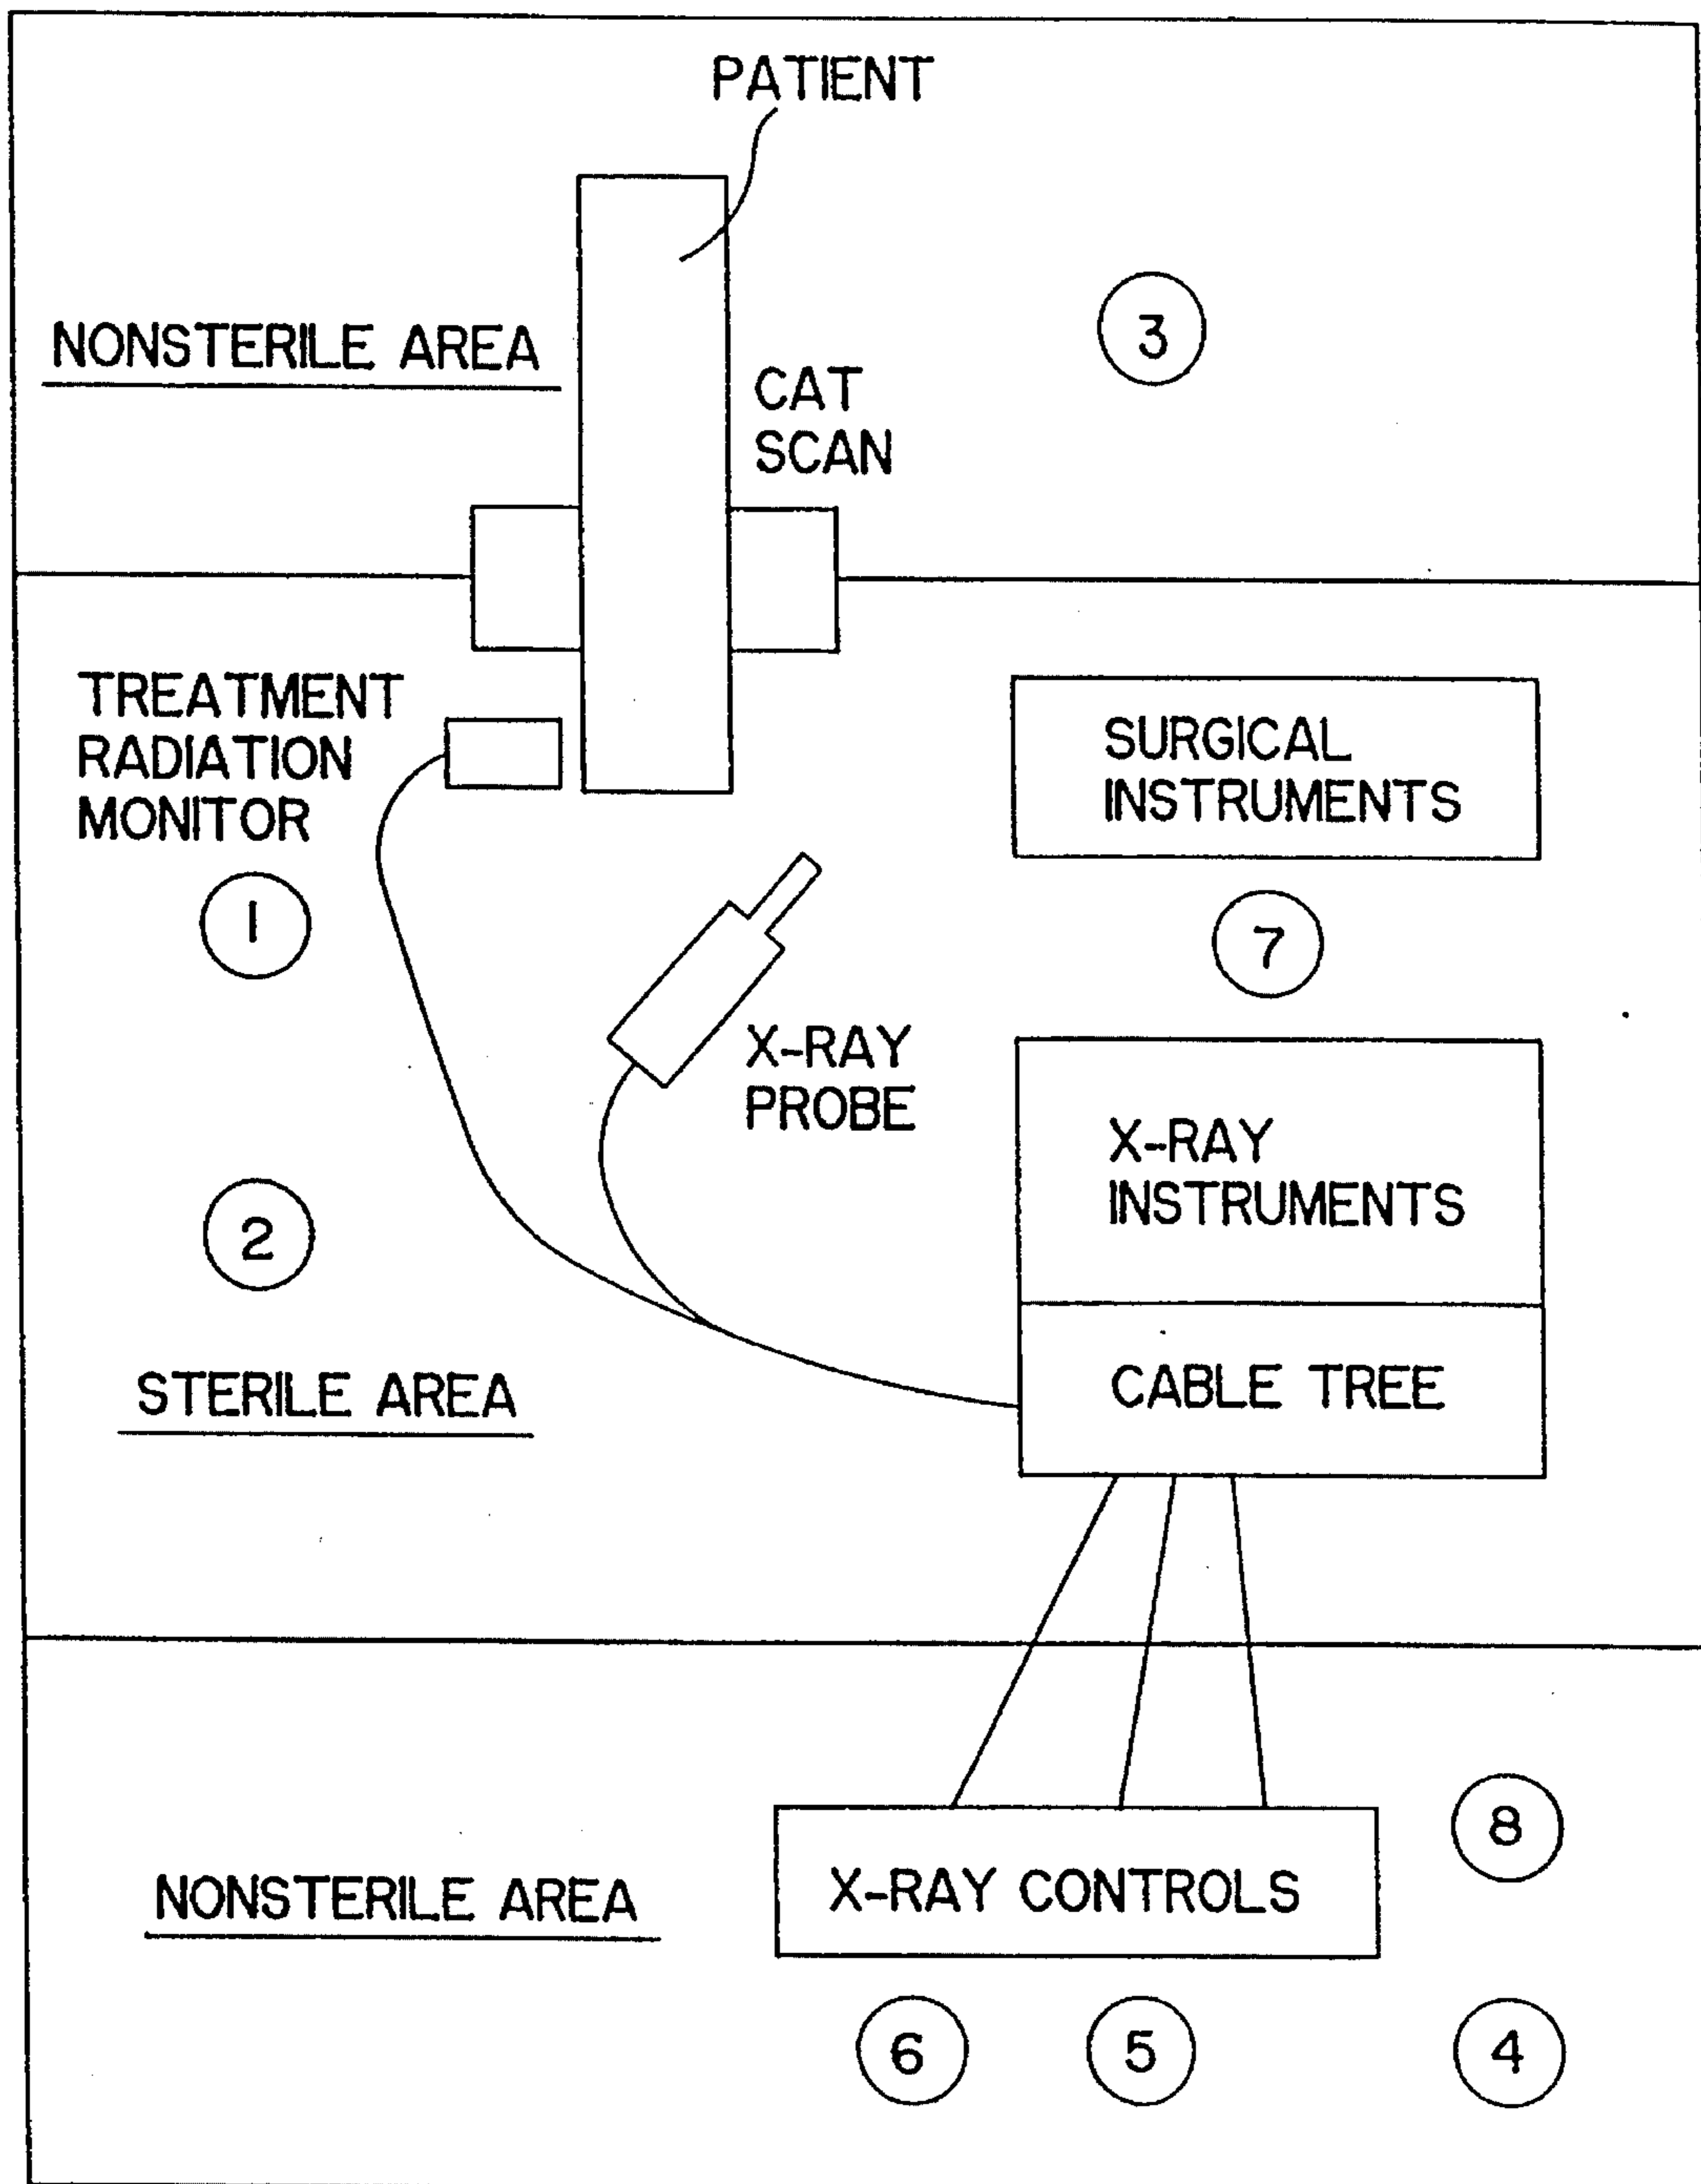 PATIENT
NONSTERILE AREA
CAT
SCAN
3
TREATMENT
RADIATION
MONITOR
SURGICAL
INSTRUMENTS
1
7
X-RAY
PROBE
X-RAY
INSTRUMENTS
2
STERILE AREA
CABLE TREE
8
NONSTERILE AREA
X-RAY CONTROLS
6
5
4